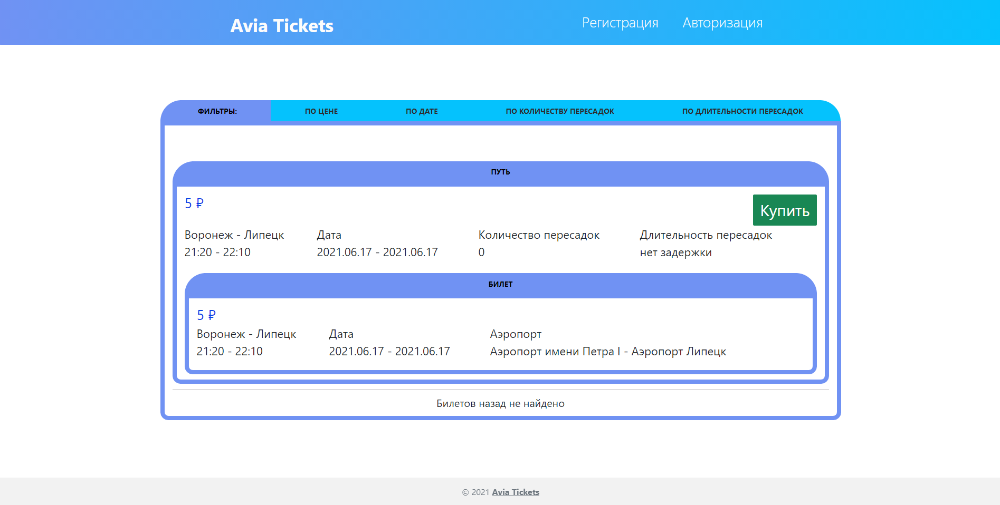 Avia Tickets Регистрация Авторизация
ФИЛЬТРЫ: ПО ЦЕНЕ ПО ДАТЕ ПО КОЛИЧЕСТВУ ПЕРЕСАДОК ПО ДЛИТЕЛЬНОСТИ ПЕРЕСАДОК
ПУТЬ
5 ₽ Купить
Воронеж - Липецк Дата Количество пересадок Длительность пересадок
21:20 - 22:10 2021.06.17 - 2021.06.17 0 нет задержки
БИЛЕТ
5 ₽
Воронеж - Липецк Дата Аэропорт
21:20 - 22:10 2021.06.17 - 2021.06.17 Аэропорт имени Петра I - Аэропорт Липецк
Билетов назад не найдено
© 2021 Avia Tickets